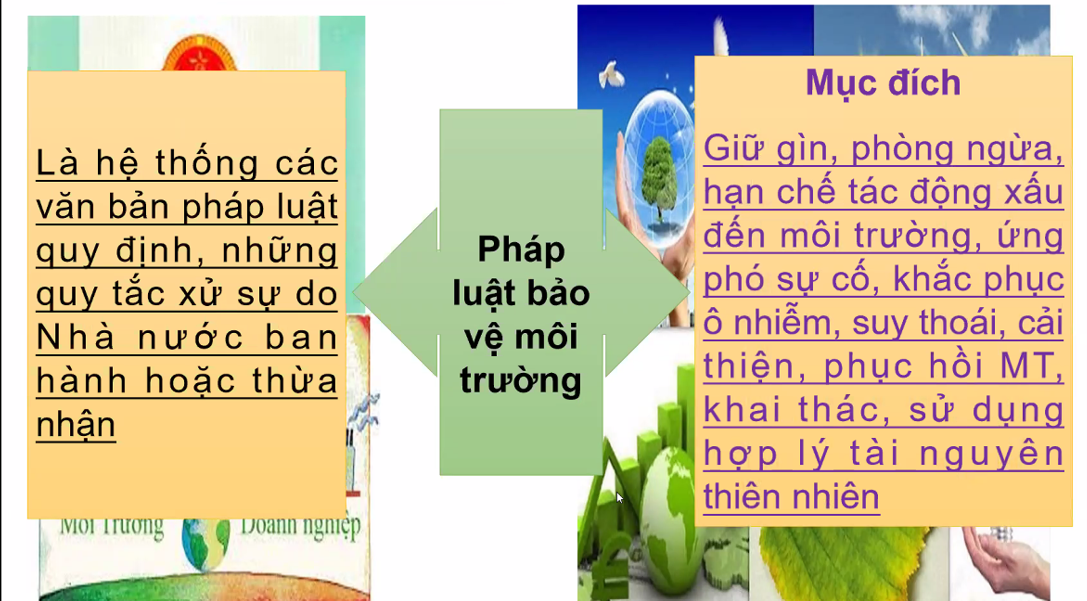 Là hệ thống các
văn bản pháp luật
quy định, những
quy tắc xử sự do
Nhà nước ban
hành hoặc thừa
nhận
Pháp
luật bảo
vệ môi
trường
Mục đích
Giữ gìn, phòng ngừa,
hạn chế tác động xấu
đến môi trường, ứng
phó sự cố, khắc phục
ô nhiễm, suy thoái, cải
thiện, phục hồi MT,
khai thác, sử dụng
hợp lý tài nguyên
thiên nhiên
Môi Trường
Doanh nghiệp